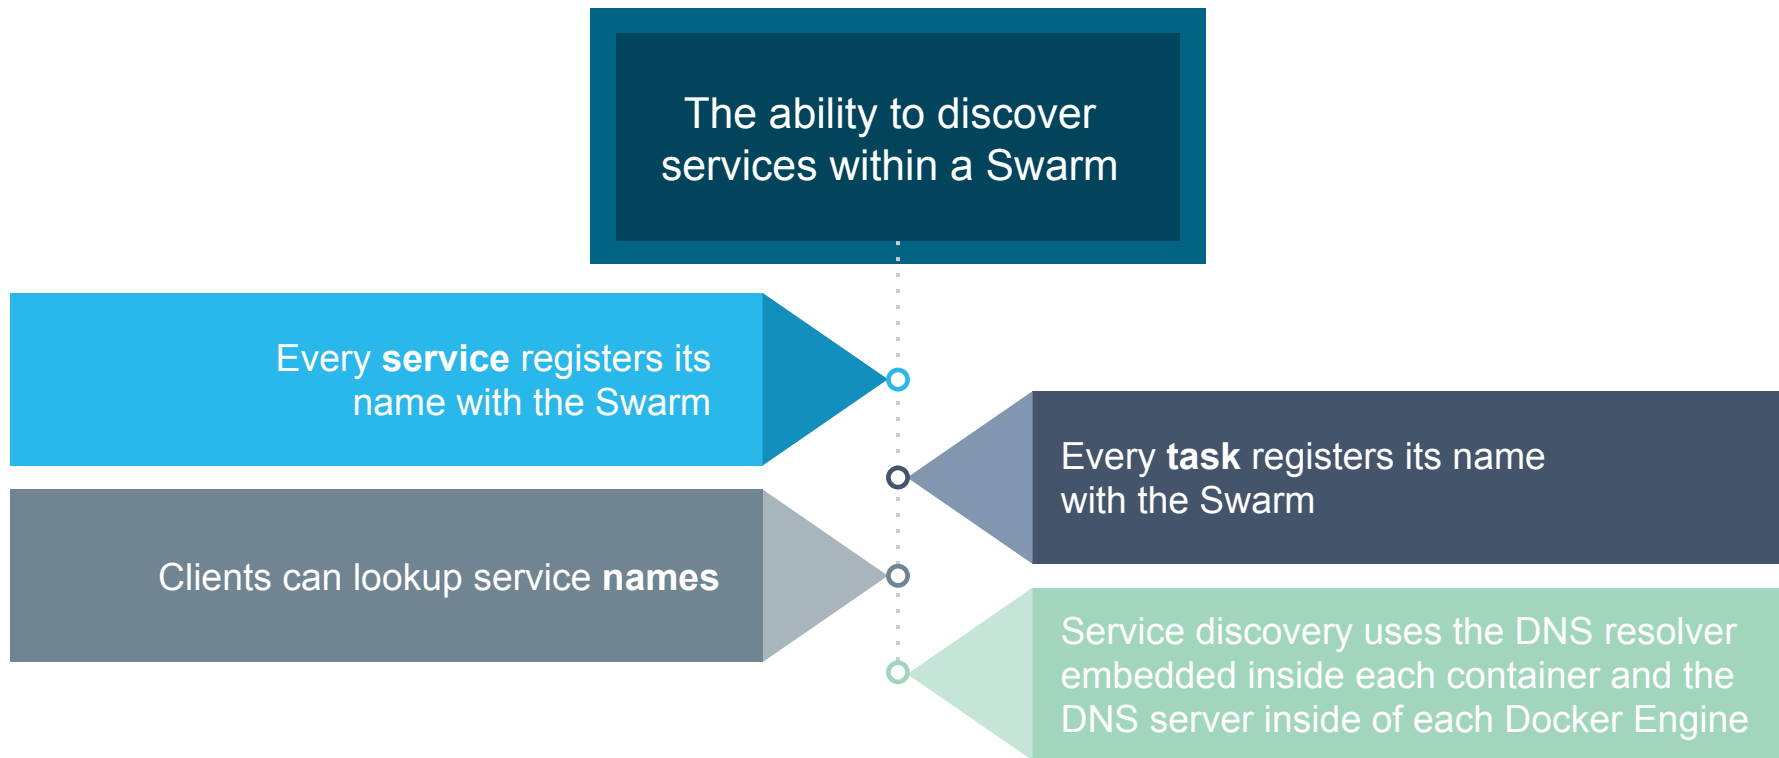 The ability to discover
services within a Swarm
Every service registers its
name with the Swarm
Every task registers its name
with the Swarm
Clients can lookup service names
Service discovery uses the DNS resolver
embedded inside each container and the
DNS server inside of each Docker Engine